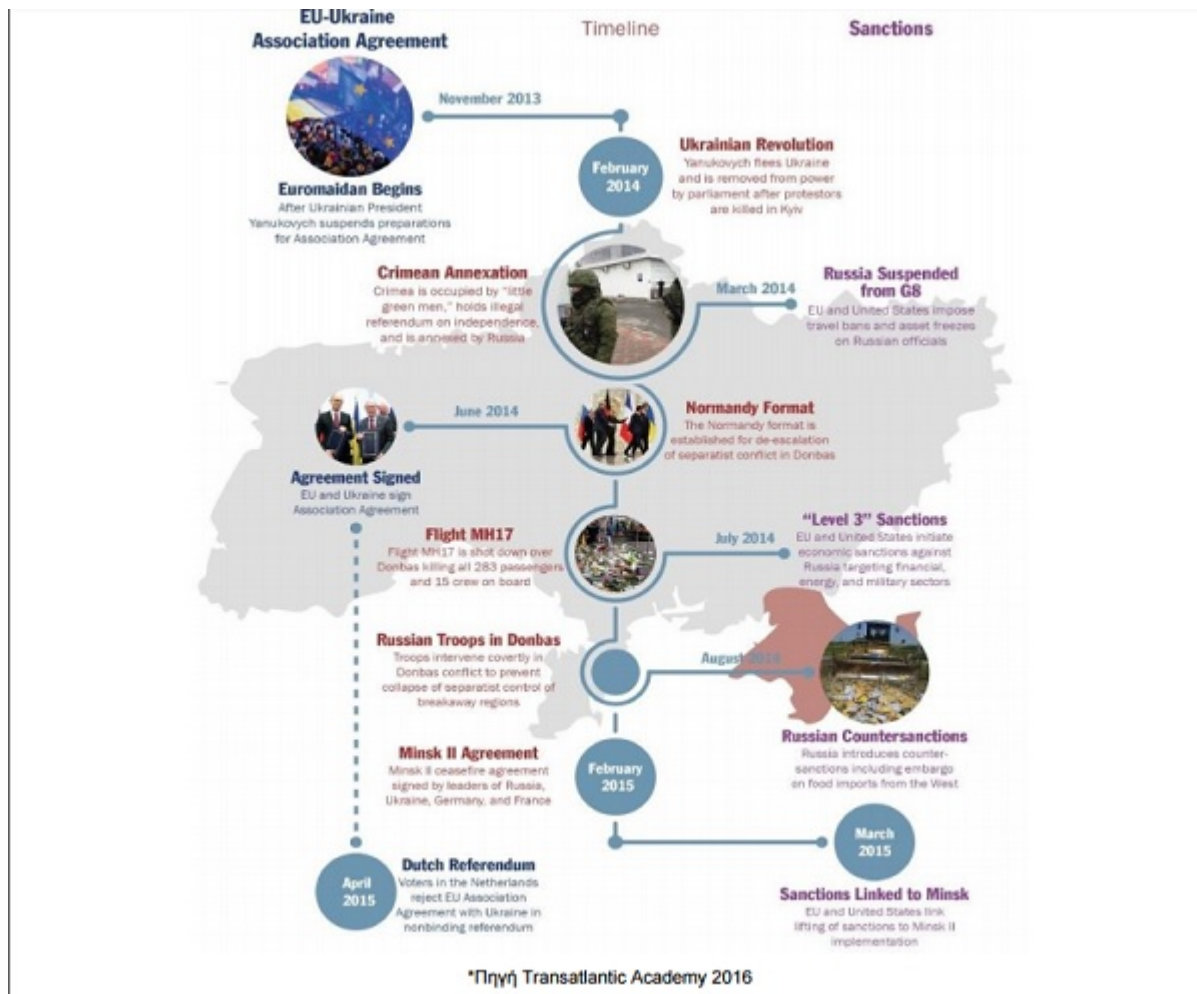 EU-Ukraine
Association Agreement
Timeline
Sanctions
November 2013
Euromaidan Begins
After Ukrainian President
Yanukovych suspends preparations
for Association Agreement
February
2014
Ukrainian Revolution
Yanukovych flees Ukraine
and is removed from power
by parliament after protestors
are killed in Kyiv
Crimean Annexation
Crimea is occupied by "little
green men," holds illegal
referendum on independence,
and is annexed by Russia
March 2014
Russia Suspended
from G8
EU and United States impose
travel bans and asset freezes
on Russian officials
June 2014
Agreement Signed
EU and Ukraine sign
Association Agreement
Normandy Format
The Normandy format is
established for de-escalation
of separatist conflict in Donbas
Flight MH17
Flight MH17 is shot down over
Donbas killing all 283 passengers
and 15 crew on board
July 2014
"Level 3" Sanctions
EU and United States initiate
economic sanctions against
Russia targeting financial,
energy, and military sectors
Russian Troops in Donbas
Troops intervene covertly in
Donbas conflict to prevent
collapse of separatist control of
breakaway regions
August 2014
Russian Countersanctions
Russia introduces counter-
sanctions including embargo
on food imports from the West
Minsk II Agreement
Minsk II ceasefire agreement
signed by leaders of Russia,
Ukraine, Germany, and France
February
2015
March
2015
Sanctions Linked to Minsk
EU and United States link
lifting of sanctions to Minsk II
implementation
April
2015
Dutch Referendum
Voters in the Netherlands
reject EU Association
Agreement with Ukraine in
nonbinding referendum
*Πηγή Transatlantic Academy 2016